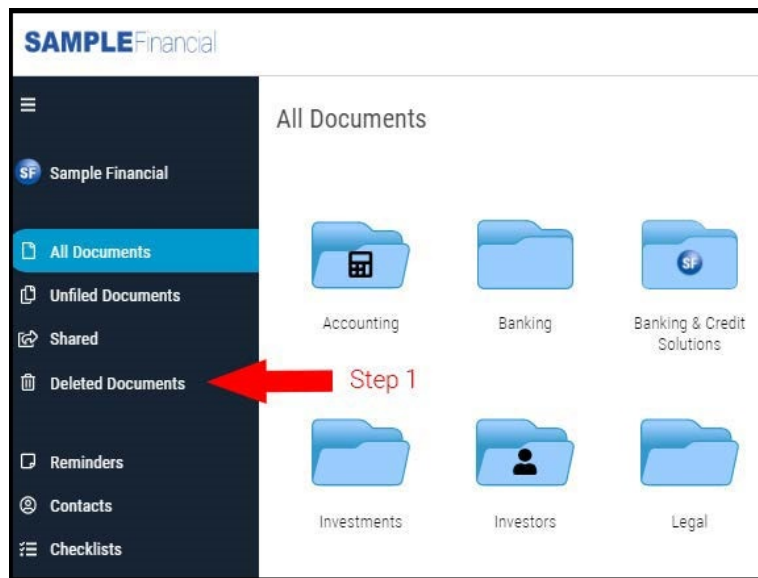 SAMPLEFinancial
SF Sample Financial
All Documents
Unfiled Documents
Shared
Deleted Documents
Reminders
Contacts
Checklists
All Documents
SF
Accounting
Banking
Banking & Credit
Solutions
Step 1
Investments
Investors
Legal